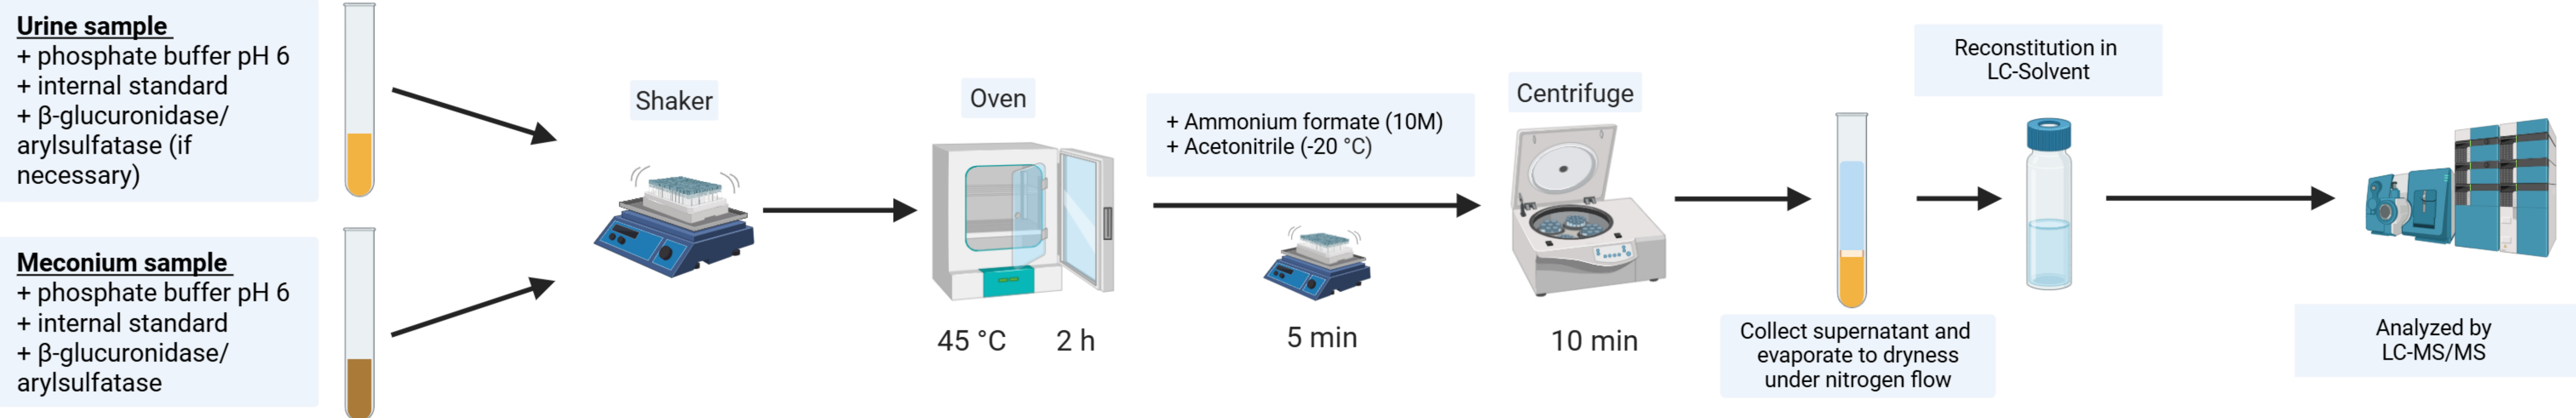 Urine sample
+ phosphate buffer pH 6
+ internal standard
+ β-glucuronidase/
arylsulfatase (if
necessary)
Meconium sample
+ phosphate buffer pH 6
+ internal standard
+ β-glucuronidase/
arylsulfatase
Shaker
Oven
45 °C 2 h
+ Ammonium formate (10M)
+ Acetonitrile (-20 °C)
5 min
Centrifuge
10 min
Collect supernatant and
evaporate to dryness
under nitrogen flow
Reconstitution in
LC-Solvent
Analyzed by
LC-MS/MS